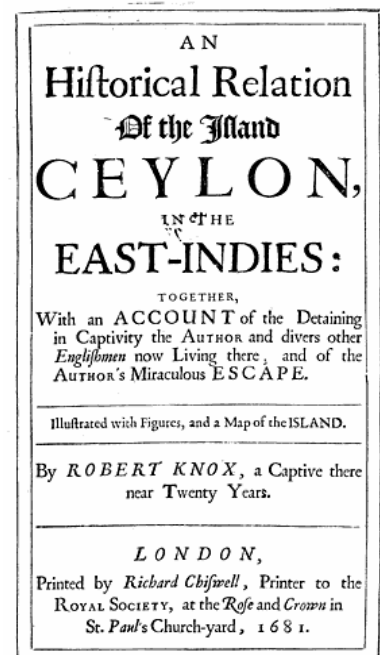 AN
Hiſtorical Relation
Of the Iſland
CEYLON,
IN THE
EAST-INDIES:
TOGETHER,
With an ACCOUNT of the Detaining
in Captivity the AUTHOR and divers other
Engliſhmen now Living there, and of the
AUTHOR's Miraculous ESCAPE.
Illuſtrated with Figures, and a Map of the ISLAND.
By ROBERT KNOX, a Captive there
near Twenty Years.
LONDON,
Printed by Richard Chiſwell, Printer to the
ROYAL SOCIETY, at the Roſe and Crown in
St. Paul's Church-yard, 1681.